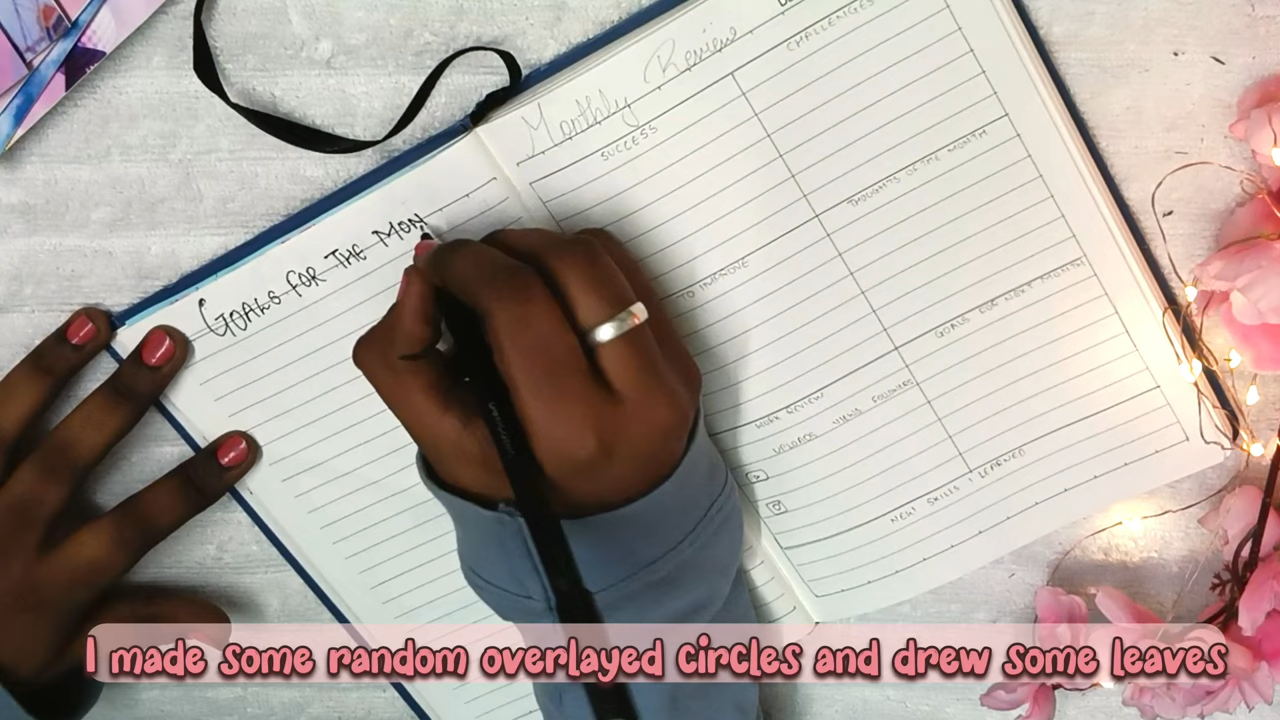 GOALS FOR THE MON
Monthly Review
SUCCESS
CHALLENGES
THOUGHTS OF THE MONTH
TO IMPROVE
GOALS FOR NEXT MONTH
WORK REVIEW
UPLOADS VIEWS FOLLOWERS
NEW SKILLS I LEARNED
I made some random overlayed circles and drew some leaves